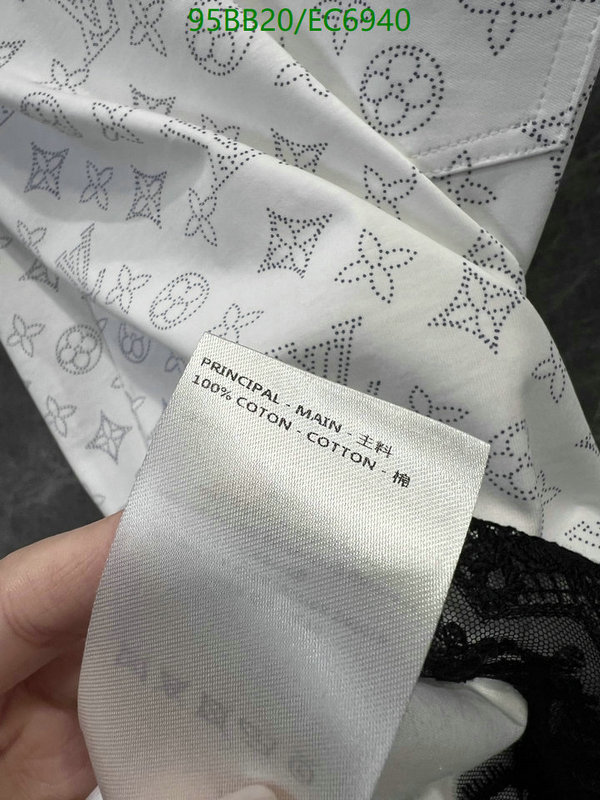 95BB20/EC6940
PRINCIPAL - MAIN - 主料
100% COTON - COTTON - 棉